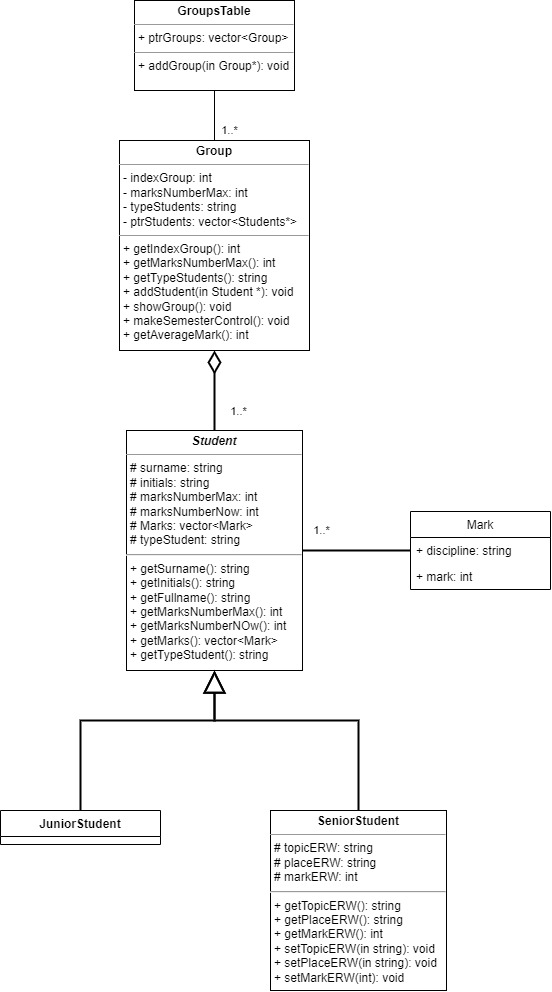 GroupsTable
+ ptrGroups: vector<Group>
+ addGroup(in Group*): void
1..*
Group
- indexGroup: int
- marksNumberMax: int
- typeStudents: string
- ptrStudents: vector<Students*>
+ getIndexGroup(): int
+ getMarksNumberMax(): int
+ getTypeStudents(): string
+ addStudent(in Student *): void
+ showGroup(): void
+ makeSemesterControl(): void
+ getAverageMark(): int
1..*
Student
# surname: string
# initials: string
# marksNumberMax: int
# marksNumberNow: int
# Marks: vector<Mark>
# typeStudent: string
+ getSurname(): string
+ getInitials(): string
+ getFullname(): string
+ getMarksNumberMax(): int
+ getMarksNumberNOw(): int
+ getMarks(): vector<Mark>
+ getTypeStudent(): string
1..*
Mark
+ discipline: string
+ mark: int
JuniorStudent
SeniorStudent
# topicERW: string
# placeERW: string
# markERW: int
+ getTopicERW(): string
+ getPlaceERW(): string
+ getMarkERW(): int
+ setTopicERW(in string): void
+ setPlaceERW(in string): void
+ setMarkERW(int): void